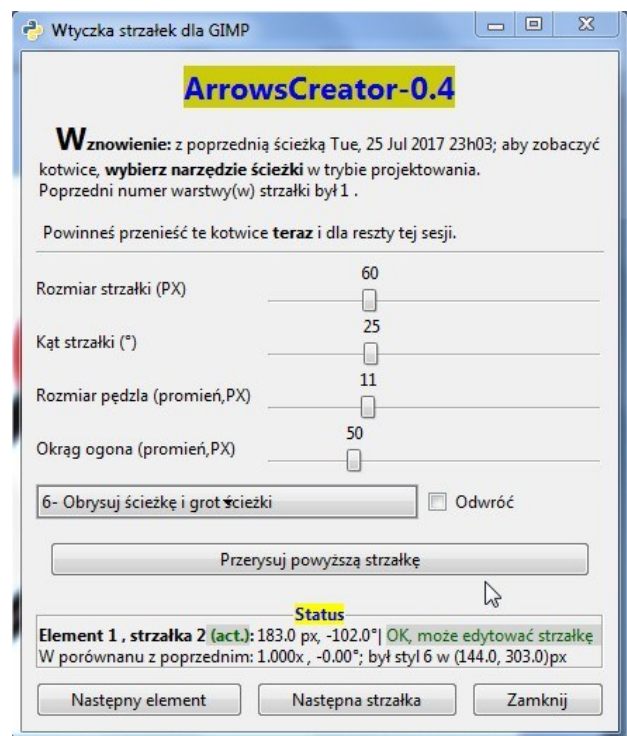 Wtyczka strzałek dla GIMP
ArrowsCreator-0.4
Wznowienie: z poprzednią ścieżką Tue, 25 Jul 2017 23h03; aby zobaczyć
kotwice, wybierz narzędzie ścieżki w trybie projektowania.
Poprzedni numer warstwy(w) strzałki był 1 .
Powinneś przenieść te kotwice teraz i dla reszty tej sesji.
60
Rozmiar strzałki (PX)
25
Kąt strzałki (°)
11
Rozmiar pędzla (promień,PX)
50
Okrąg ogona (promień,PX)
6- Obrysuj ścieżkę i grot ścieżki
Odwróć
Przerysuj powyższą strzałkę
Status
Element 1 , strzałka 2 (act.): 183.0 px, -102.0°| OK, może edytować strzałkę
W porównanu z poprzednim: 1.000x , -0.00°; był styl 6 w (144.0, 303.0)px
Następny element
Następna strzałka
Zamknij